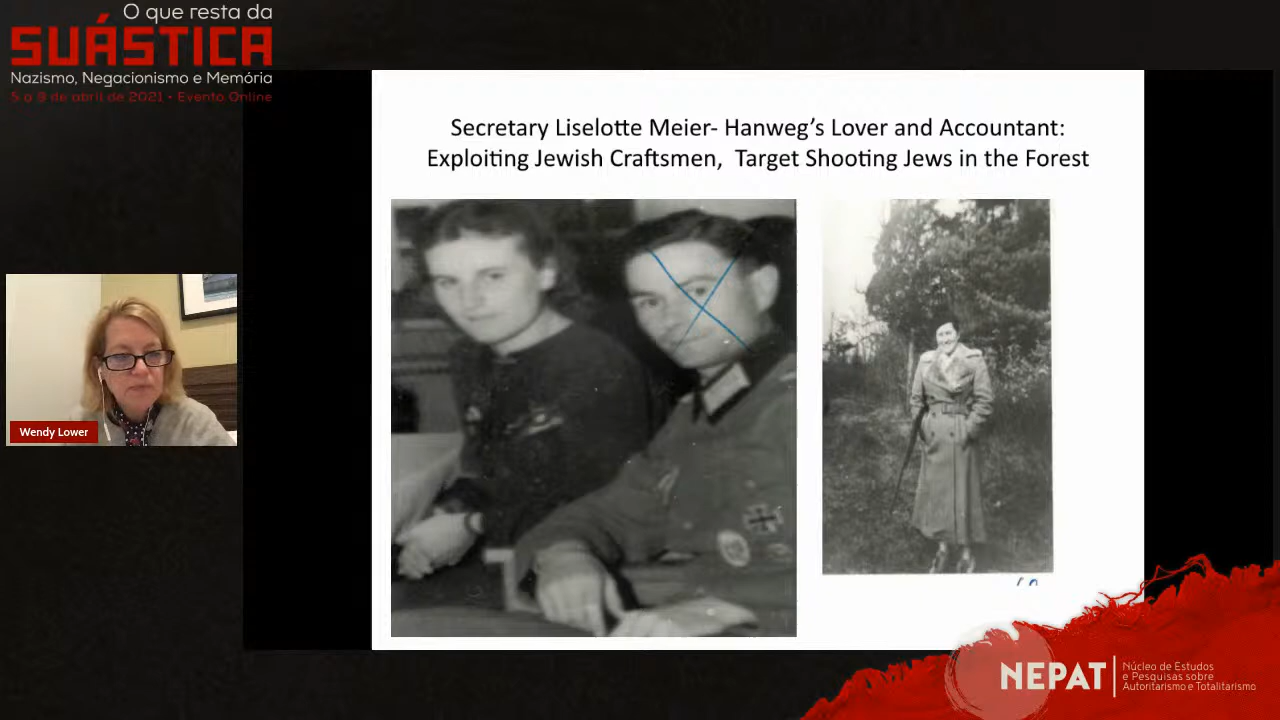 O que resta da
SUÁSTICA
Nazismo, Negacionismo e Memória
5 a 9 de abril de 2021 • Evento Online
Secretary Liselotte Meier- Hanweg's Lover and Accountant:
Exploiting Jewish Craftsmen, Target Shooting Jews in the Forest
Wendy Lower
NEPAT
Núcleo de Estudos
e Pesquisas sobre
Autoritarismo e Totalitarismo